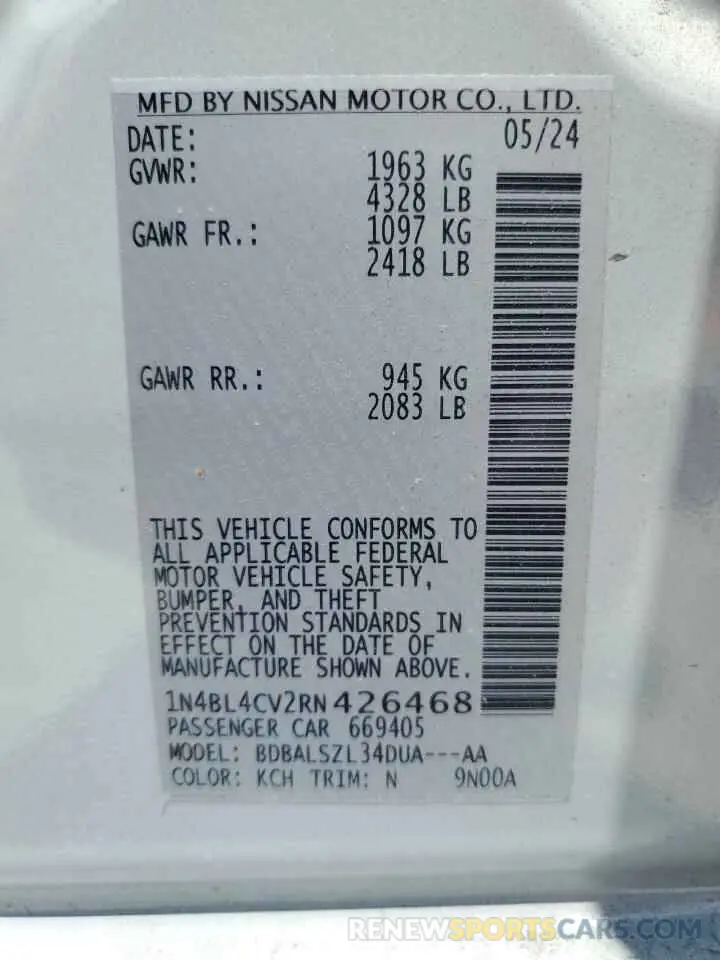 MFD BY NISSAN MOTOR CO., LTD.
DATE: 05/24
GVWR: 1963 KG
4328 LB
GAWR FR.: 1097 KG
2418 LB
GAWR RR.: 945 KG
2083 LB
THIS VEHICLE CONFORMS TO
ALL APPLICABLE FEDERAL
MOTOR VEHICLE SAFETY,
BUMPER, AND THEFT
PREVENTION STANDARDS IN
EFFECT ON THE DATE OF
MANUFACTURE SHOWN ABOVE.
1N4BL4CV2RN426468
PASSENGER CAR 669405
MODEL: BDBALSZL34DUA---AA
COLOR: KCH TRIM: N 9N00A
RENEWSPORTSCARS.COM